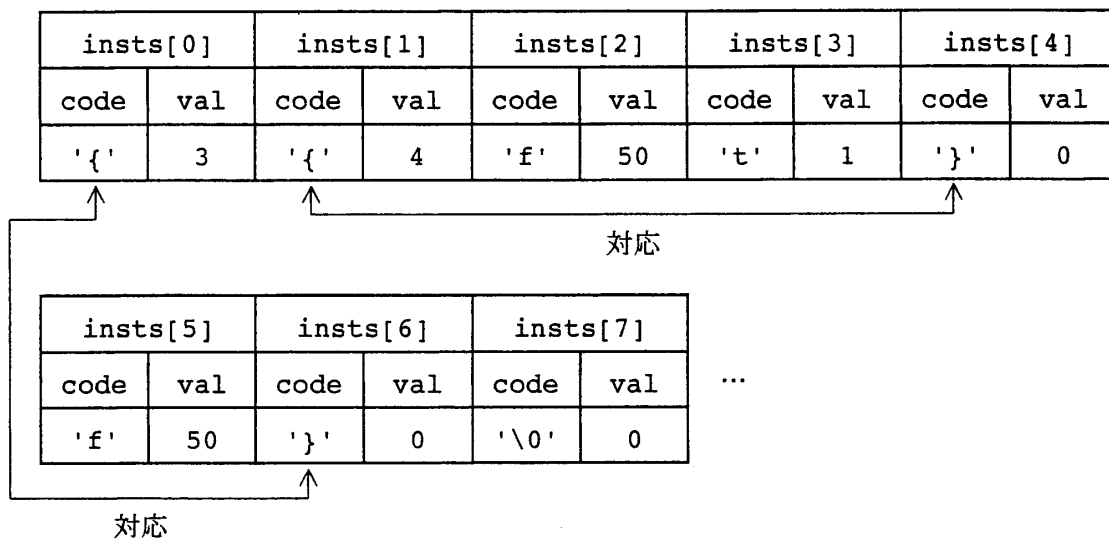 insts[0] insts[1] insts[2] insts[3] insts[4]
code val code val code val code val code val
'{' 3 '{' 4 'f' 50 't' 1 '}' 0
対応
insts[5] insts[6] insts[7]
code val code val code val …
'f' 50 '}' 0 '\0' 0
対応